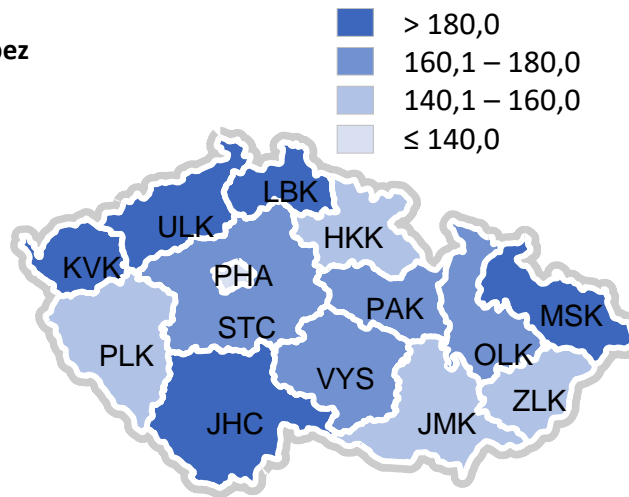 bez
> 180,0
160,1 – 180,0
140,1 – 160,0
≤ 140,0
LBK
ULK
HKK
KVK
PHA
PAK
MSK
STC
PLK
OLK
VYS
ZLK
JHC
JMK